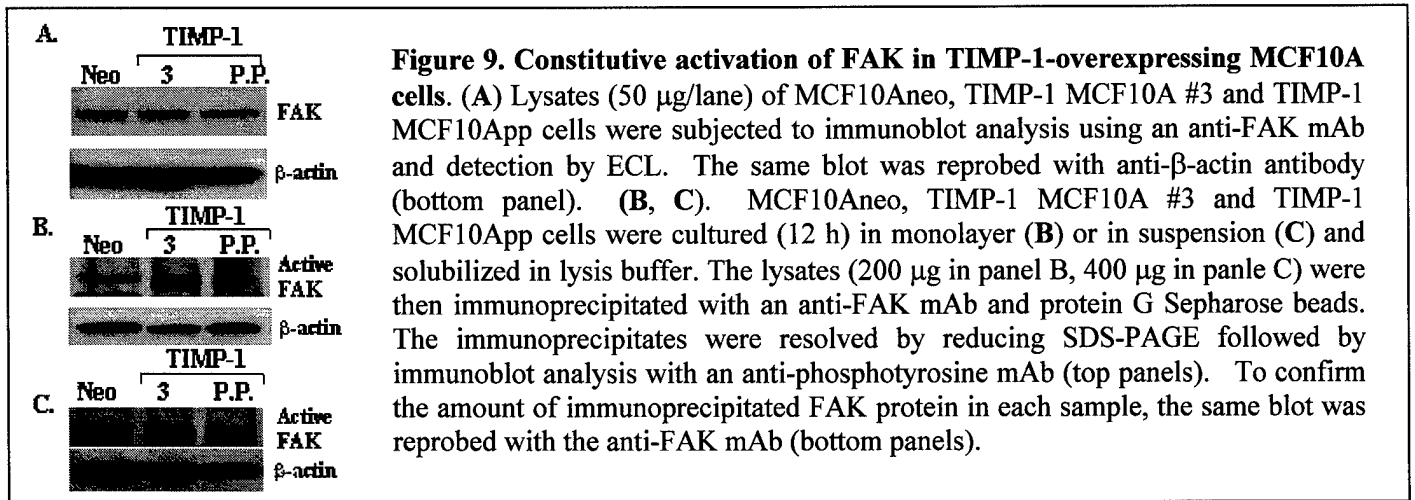 A.
TIMP-1
Neo 3 P.P.
FAK
β-actin
B.
TIMP-1
Neo 3 P.P.
Active
FAK
β-actin
TIMP-1
C. Neo 3 P.P.
Active
FAK
β-actin
Figure 9. Constitutive activation of FAK in TIMP-1-overexpressing MCF10A
cells. (A) Lysates (50 μg/lane) of MCF10Aneo, TIMP-1 MCF10A #3 and TIMP-1
MCF10App cells were subjected to immunoblot analysis using an anti-FAK mAb
and detection by ECL. The same blot was reprobed with anti-β-actin antibody
(bottom panel). (B, C). MCF10Aneo, TIMP-1 MCF10A #3 and TIMP-1
MCF10App cells were cultured (12 h) in monolayer (B) or in suspension (C) and
solubilized in lysis buffer. The lysates (200 μg in panel B, 400 μg in panle C) were
then immunoprecipitated with an anti-FAK mAb and protein G Sepharose beads.
The immunoprecipitates were resolved by reducing SDS-PAGE followed by
immunoblot analysis with an anti-phosphotyrosine mAb (top panels). To confirm
the amount of immunoprecipitated FAK protein in each sample, the same blot was
reprobed with the anti-FAK mAb (bottom panels).